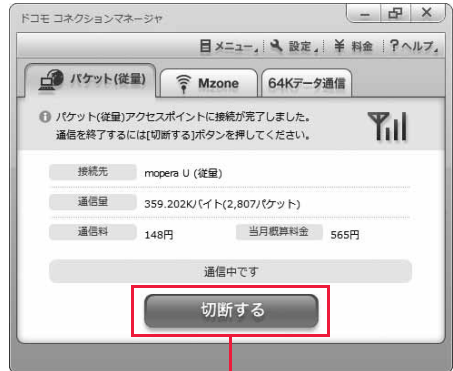 ドコモ コネクションマネージャ
メニュー 設定 ¥ 料金 ?ヘルプ
パケット(従量) Mzone 64Kデータ通信
パケット(従量)アクセスポイントに接続が完了しました。
通信を終了するには[切断する]ボタンを押してください。
接続先 mopera U (従量)
通信量 359.202Kバイト(2,807パケット)
通信料 148円 当月概算料金 565円
通信中です
切断する